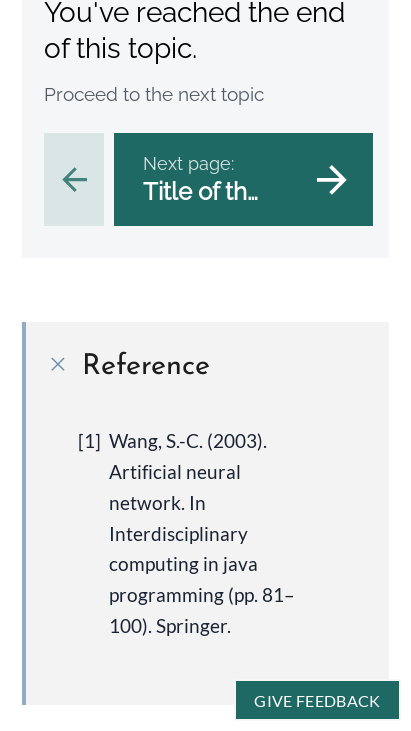 You've reached the end
of this topic.
Proceed to the next topic
Next page:
Title of th...
Reference
[1] Wang, S.-C. (2003).
Artificial neural
network. In
Interdisciplinary
computing in java
programming (pp. 81–
100). Springer.
GIVE FEEDBACK